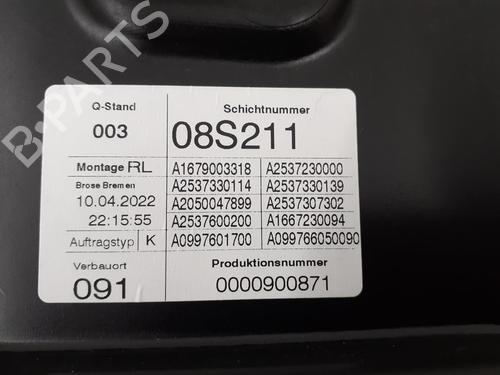 B-PARTS
Q-Stand
003
Schichtnummer
08S211
Montage RL
Brose Bremen
10.04.2022
22:15:55
Auftragstyp K
A1679003318 A2537230000
A2537330114 A2537330139
A2050047899 A2537307302
A2537600200 A1667230094
A0997601700 A099766050090
Verbauort
091
Produktionsnummer
0000900871